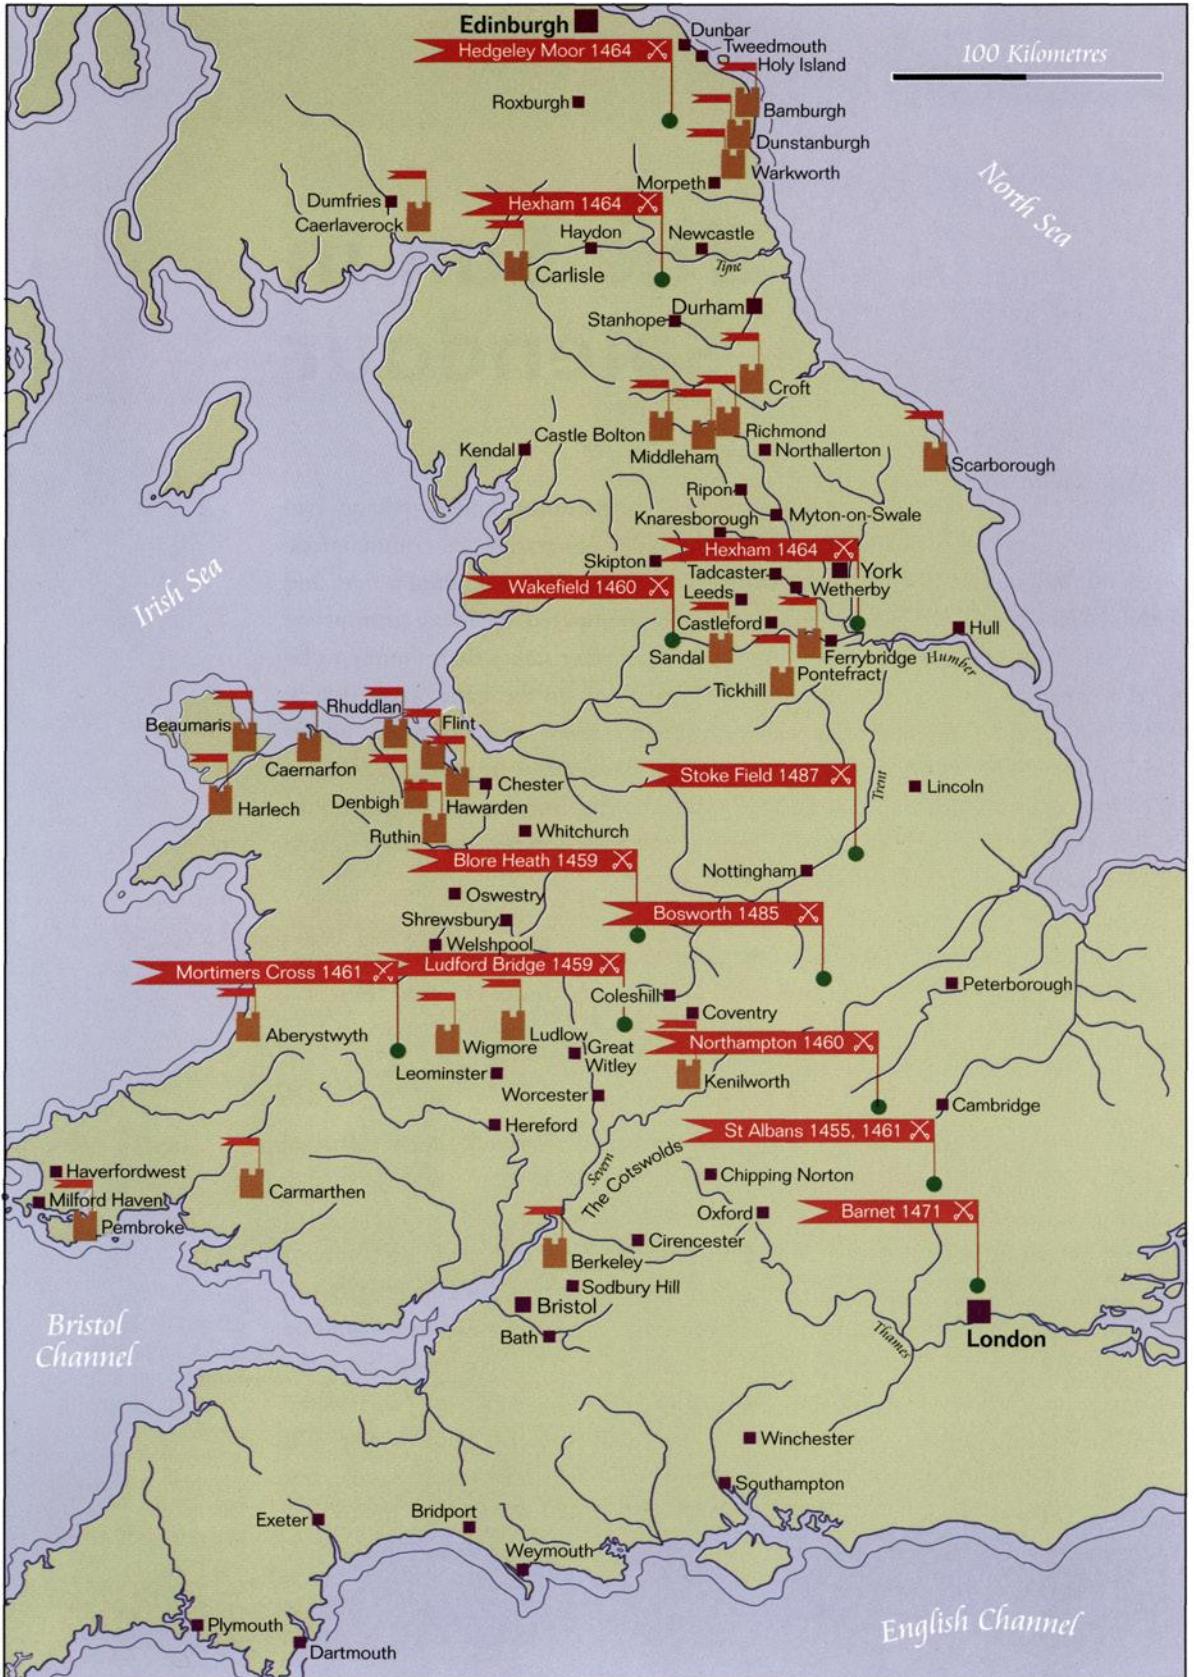 Edinburgh
Dunbar
Hedgeley Moor 1464
Tweedmouth
100 Kilometres
Holy Island
Roxburgh
Bamburgh
Dunstanburgh
Warkworth
North Sea
Morpeth
Dumfries
Hexham 1464
Caerlaverock
Haydon
Newcastle
Tyne
Carlisle
Durham
Stanhope
Croft
Castle Bolton
Richmond
Kendal
Middleham
Northallerton
Scarborough
Ripon
Knaresborough
Myton-on-Swale
Hexham 1464
Skipton
Tadcaster
York
Irish Sea
Wakefield 1460
Leeds
Wetherby
Castleford
Hull
Sandal
Ferrybridge
Humber
Pontefract
Tickhill
Rhuddlan
Beaumaris
Flint
Caernarfon
Stoke Field 1487
Trent
Chester
Lincoln
Denbigh
Hawarden
Harlech
Ruthin
Whitchurch
Blore Heath 1459
Nottingham
Oswestry
Bosworth 1485
Shrewsbury
Welshpool
Mortimers Cross 1461
Ludford Bridge 1459
Coleshill
Peterborough
Coventry
Aberystwyth
Ludlow
Wigmore
Great
Witley
Northampton 1460
Leominster
Kenilworth
Worcester
Cambridge
Hereford
St Albans 1455, 1461
Haverfordwest
Severn
The Cotswolds
Chipping Norton
Carmarthen
Milford Haven
Pembroke
Oxford
Barnet 1471
Cirencester
Berkeley
Sodbury Hill
Bristol
Bristol
Channel
Bath
Thames
London
Winchester
Southampton
Exeter
Bridport
Weymouth
English Channel
Plymouth
Dartmouth